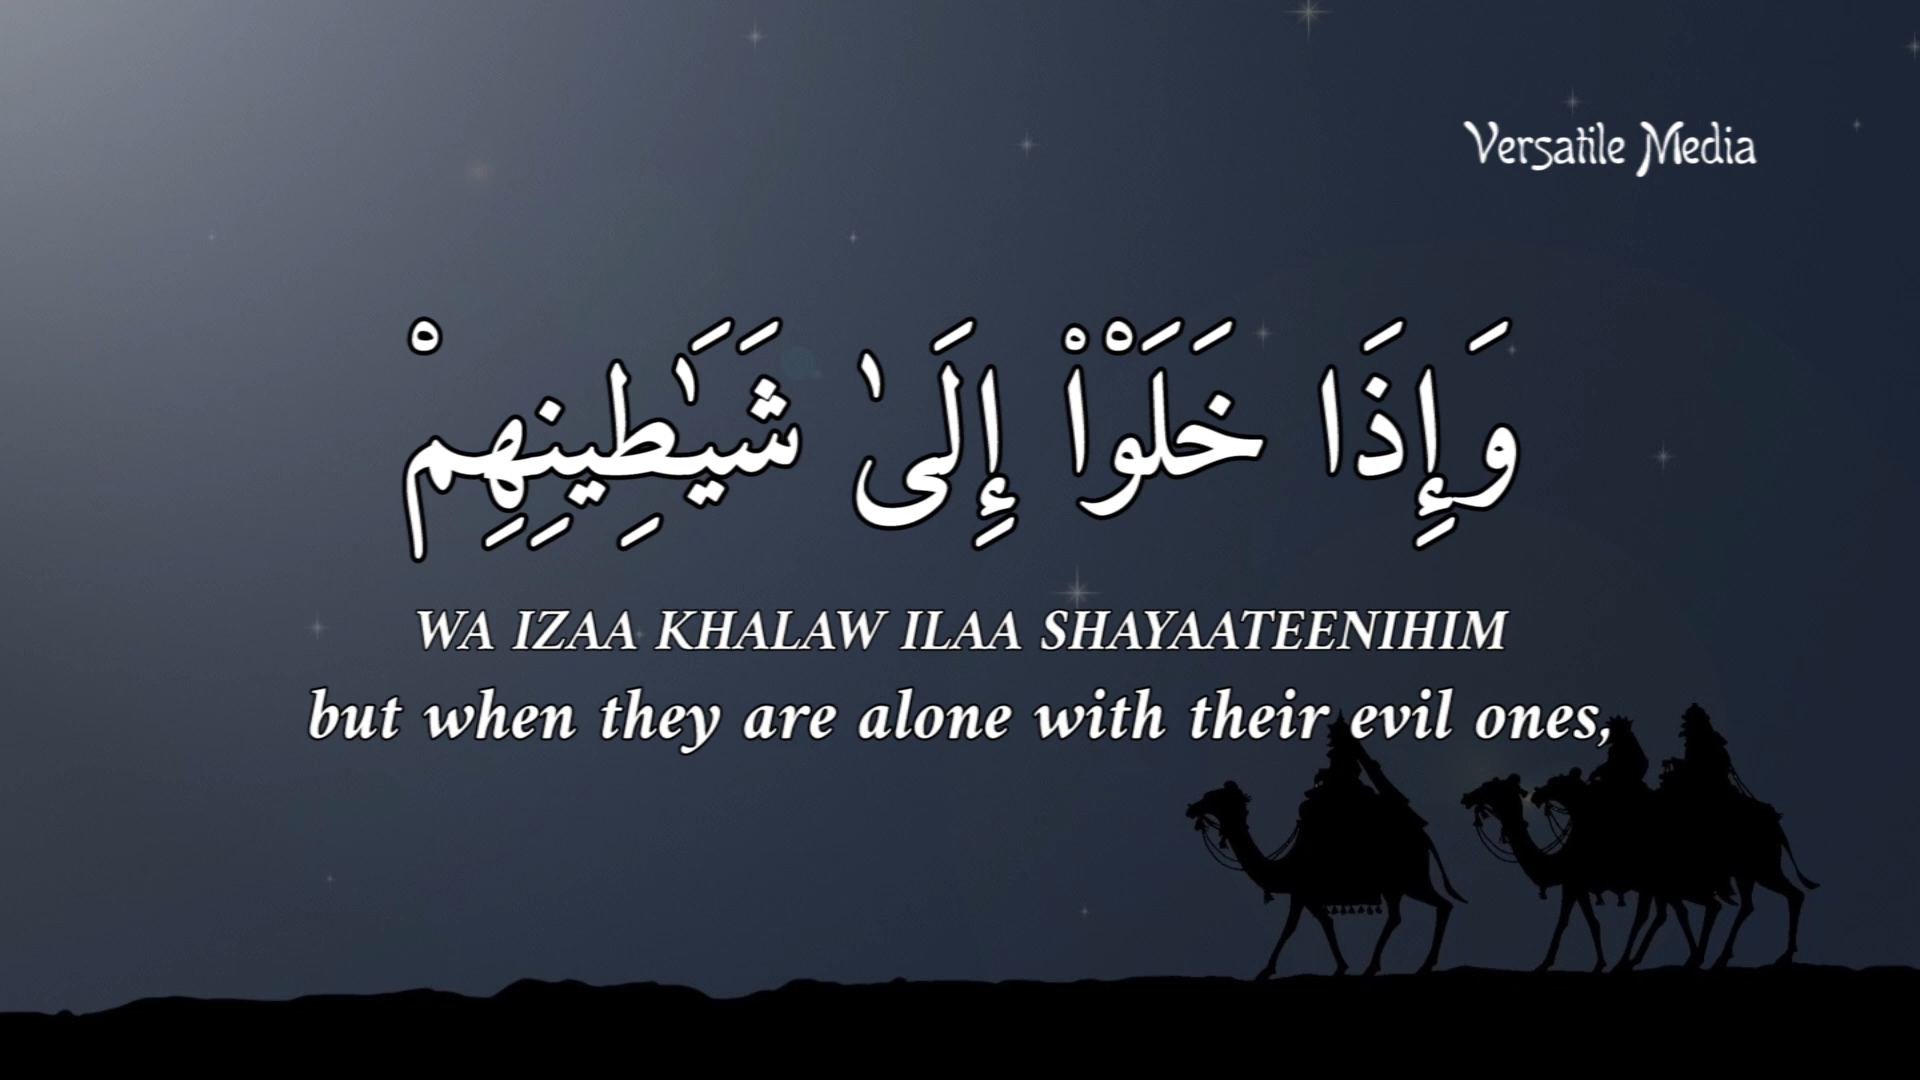 Versatile Media
وَإِذَا خَلَوْا۟ إِلَىٰ شَيَـٰطِينِهِمْ
WA IZAA KHALAW ILAA SHAYAATEENIHIM
but when they are alone with their evil ones,